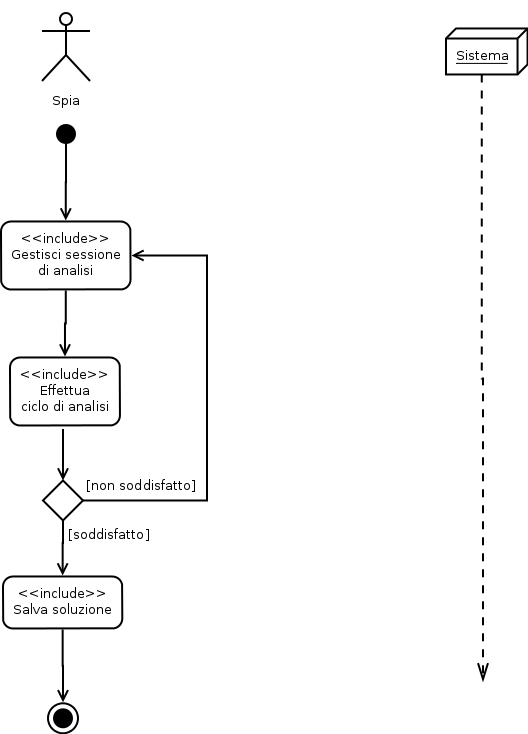 Spia
Sistema
<<include>>
Gestisci sessione
di analisi
<<include>>
Effettua
ciclo di analisi
[non soddisfatto]
[soddisfatto]
<<include>>
Salva soluzione